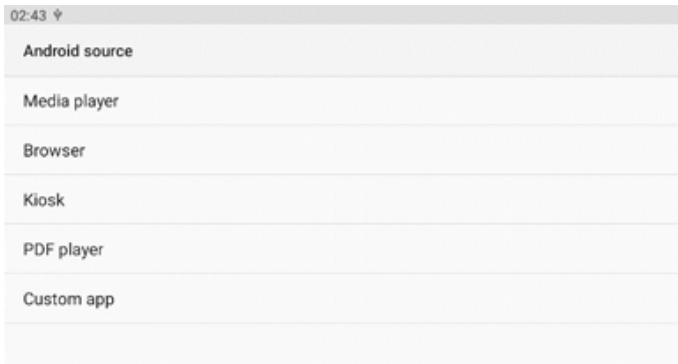 02:43
Android source
Media player
Browser
Kiosk
PDF player
Custom app